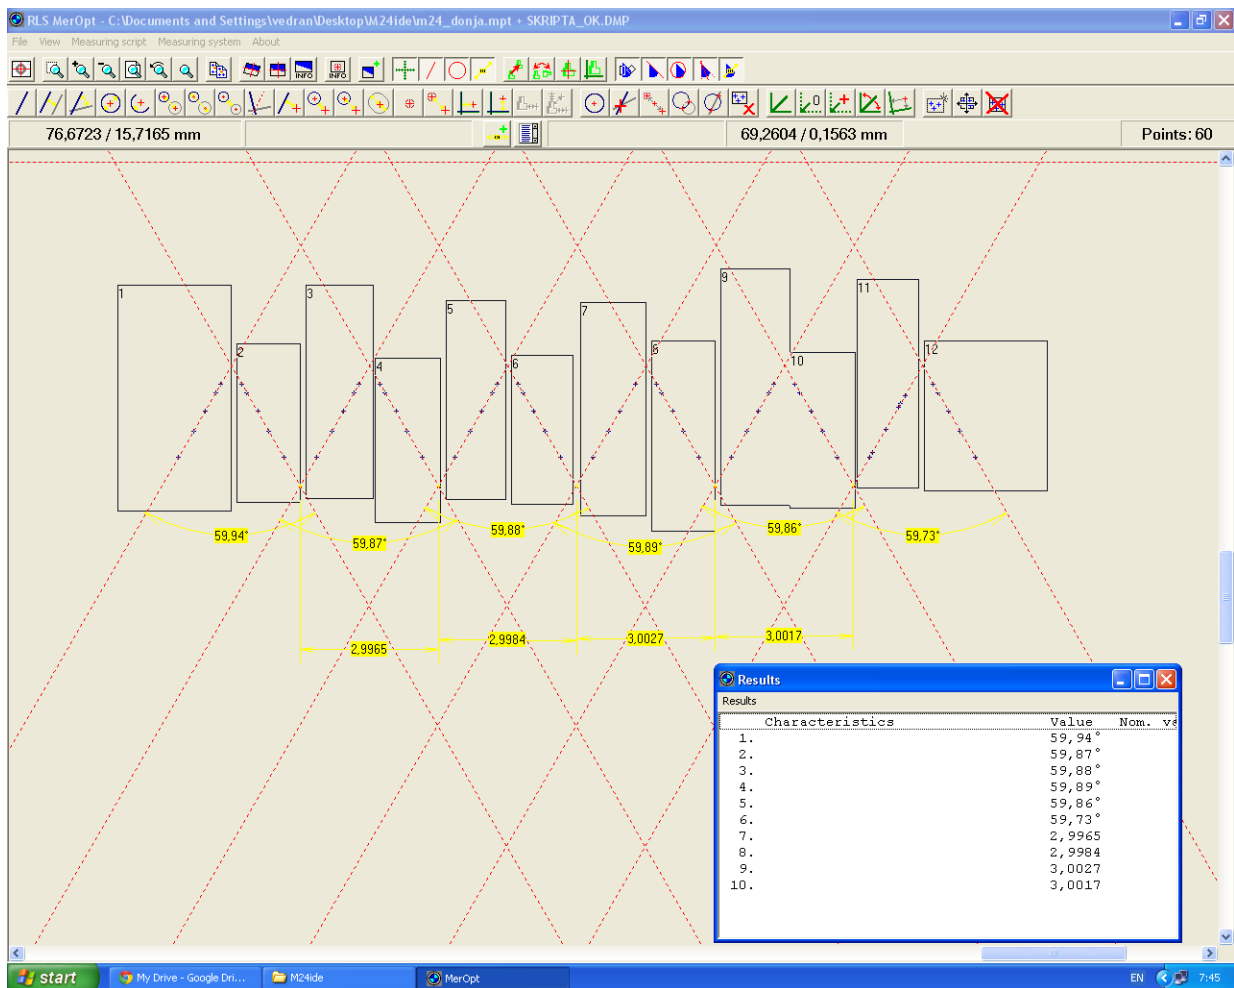 RLS MerOpt - C:\Documents and Settings\vedran\Desktop\M24ide\m24_donja.mpt + SKRIPTA_OK.DMP
File View Measuring script Measuring system About
INFO INFO
76,6723 / 15,7165 mm 69,2604 / 0,1563 mm Points: 60
9
11
1 3
5 7
2 8 12
4 6 10
59,94° 59,87° 59,88° 59,89° 59,86° 59,73°
2,9965 2,9984 3,0027 3,0017
Results
Results
Characteristics Value Nom.
1. 59,94°
2. 59,87°
3. 59,88°
4. 59,89°
5. 59,86°
6. 59,73°
7. 2,9965
8. 2,9984
9. 3,0027
10. 3,0017
start My Drive - Google Dri... M24ide MerOpt EN 7:45